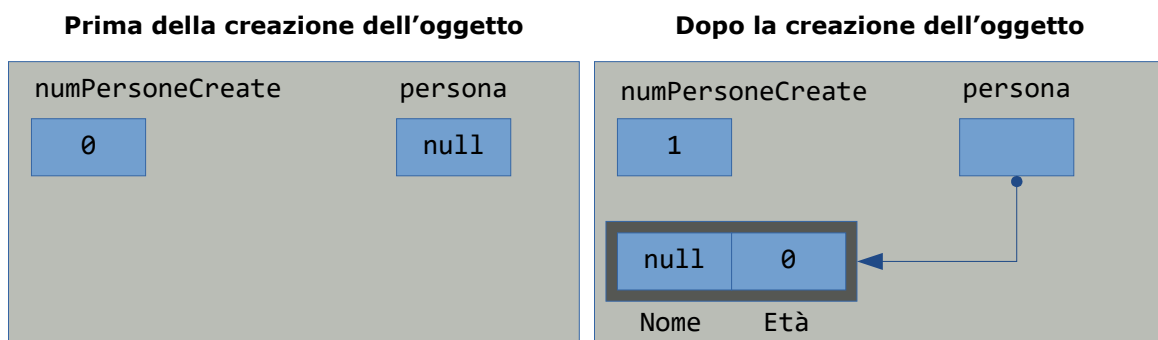 Prima della creazione dell’oggetto
numPersoneCreate persona
0 null
Dopo la creazione dell’oggetto
numPersoneCreate persona
1
null 0
Nome Età